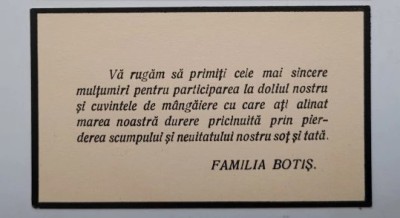 Vă rugăm să primiți cele mai sincere
mulțumiri pentru participarea la doliul nostru
și cuvintele de mângăiere cu care ați alinat
marea noastră durere pricinuită prin pier-
derea scumpului și neuitatului nostru soț și tată.
FAMILIA BOTIȘ.